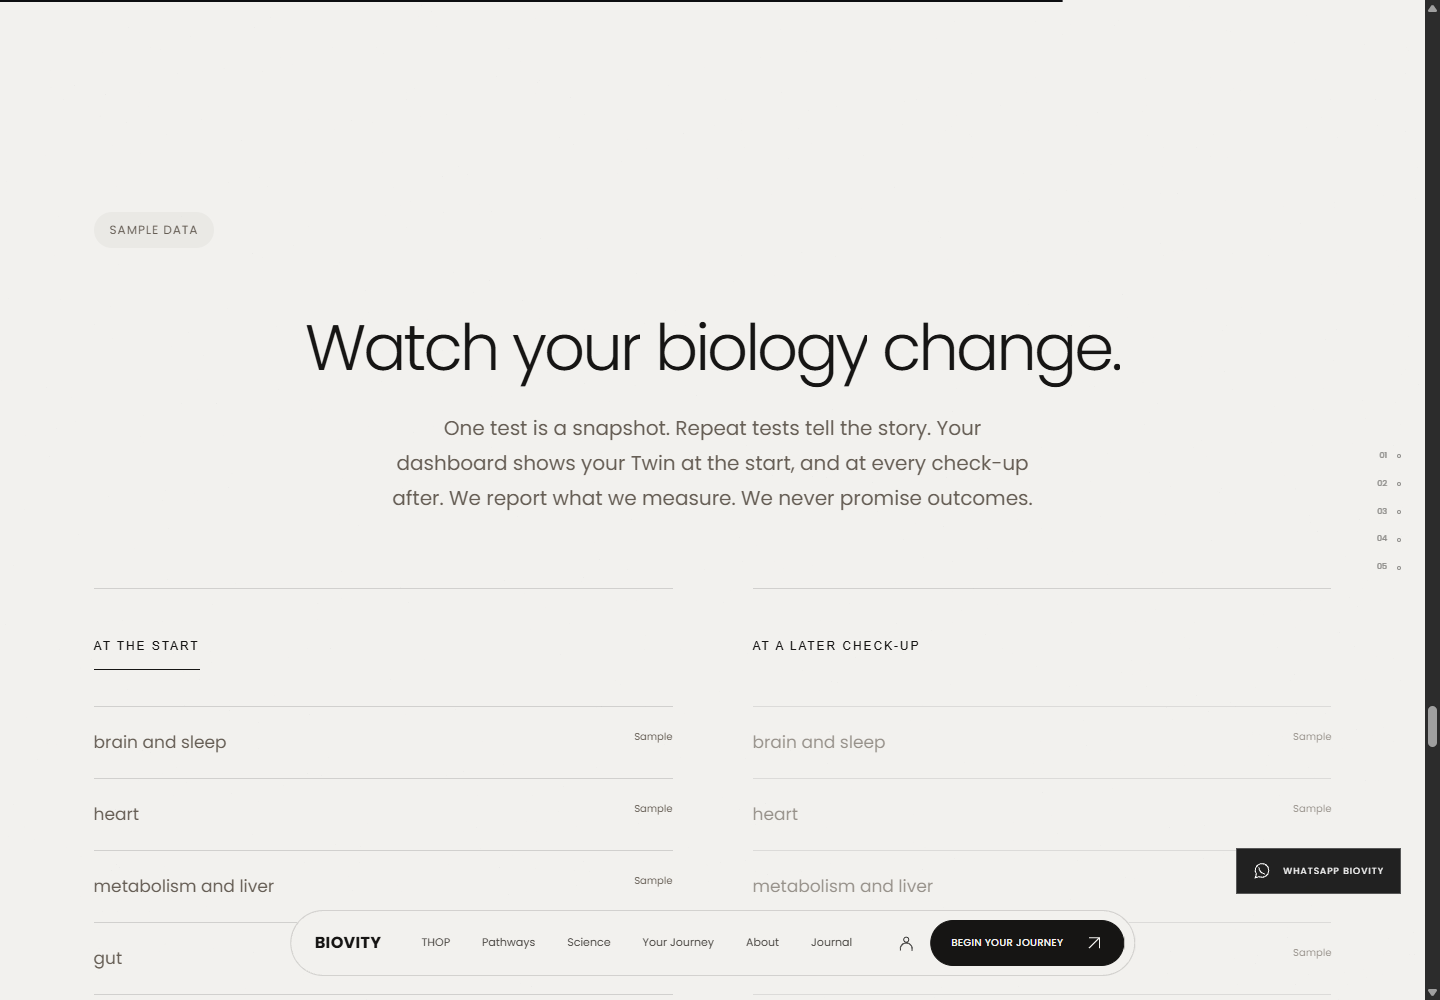 SAMPLE DATA
Watch your biology change.
One test is a snapshot. Repeat tests tell the story. Your
dashboard shows your Twin at the start, and at every check-up
after. We report what we measure. We never promise outcomes.
01
02
03
04
05
AT THE START
brain and sleep Sample
heart Sample
metabolism and liver Sample
gut
AT A LATER CHECK-UP
brain and sleep Sample
heart Sample
metabolism and liver
Sample
WHATSAPP BIOVITY
BIOVITY THOP Pathways Science Your Journey About Journal BEGIN YOUR JOURNEY